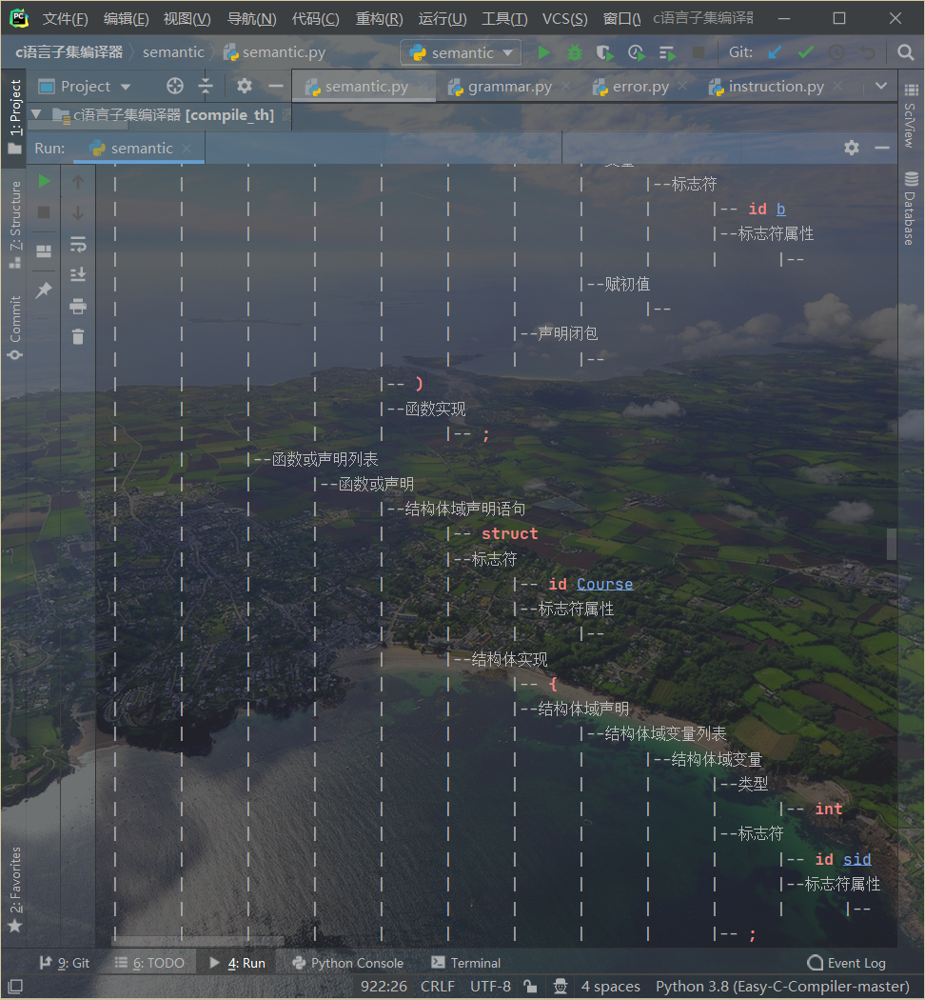 文件(F) 编辑(E) 视图(V) 导航(N) 代码(C) 重构(R) 运行(U) 工具(T) VCS(S) 窗口(\ c语言子集编译器
c语言子集编译器 semantic semantic.py semantic Git:
Project semantic.py grammar.py error.py instruction.py
c语言子集编译器 [compile_th]
Run: semantic
1: Project
7: Structure
Commit
2: Favorites
SciView
Database
| | | | | | | | |--标志符
| | | | | | | | | |-- id b
| | | | | | | | | |--标志符属性
| | | | | | | | | | |--
| | | | | | | |--赋初值
| | | | | | | | |--
| | | | | | |--声明闭包
| | | | | | | |--
| | | | |-- )
| | | | |--函数实现
| | | | | |-- ;
| | |--函数或声明列表
| | | |--函数或声明
| | | | |--结构体域声明语句
| | | | | |-- struct
| | | | | |--标志符
| | | | | | |-- id Course
| | | | | | |--标志符属性
| | | | | | | |--
| | | | | |--结构体实现
| | | | | | |-- {
| | | | | | |--结构体域声明
| | | | | | | |--结构体域变量列表
| | | | | | | | |--结构体域变量
| | | | | | | | | |--类型
| | | | | | | | | | |-- int
| | | | | | | | | |--标志符
| | | | | | | | | | |-- id sid
| | | | | | | | | | |--标志符属性
| | | | | | | | | | | |--
| | | | | | | | | |-- ;
9: Git 6: TODO 4: Run Python Console Terminal Event Log
922:26 CRLF UTF-8 4 spaces Python 3.8 (Easy-C-Compiler-master)